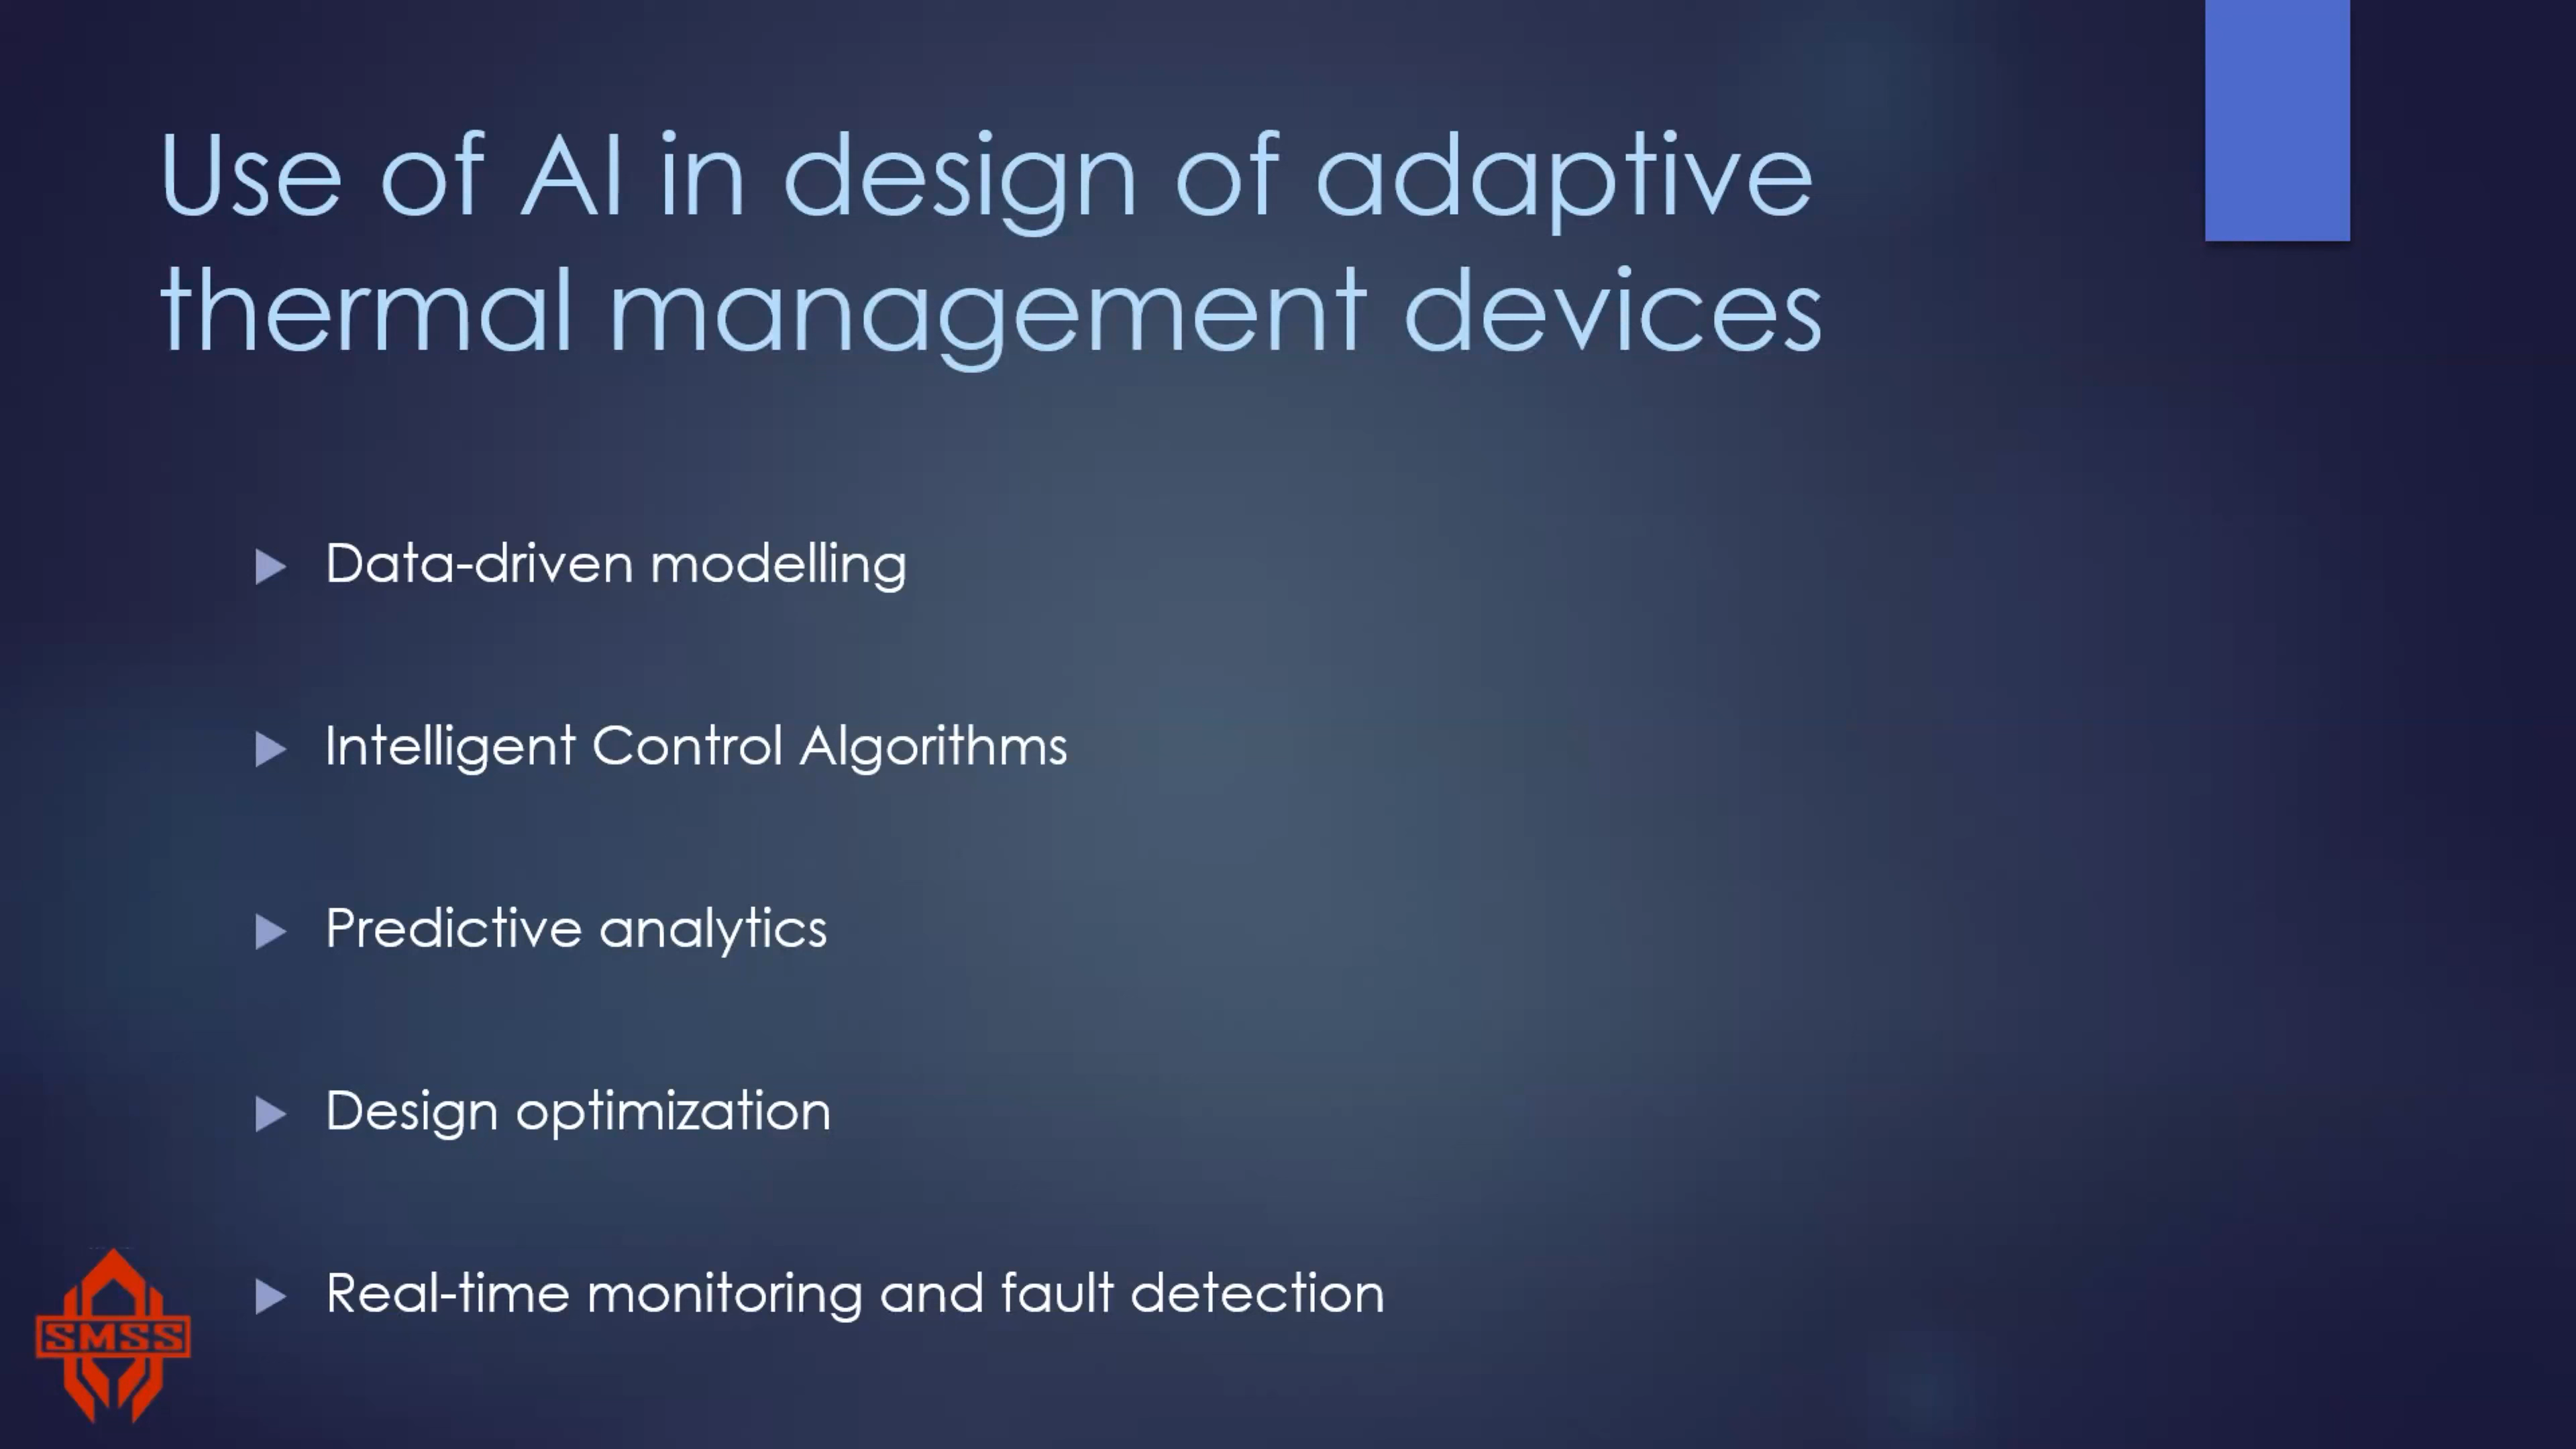 Use of AI in design of adaptive
thermal management devices
Data-driven modelling
Intelligent Control Algorithms
Predictive analytics
Design optimization
Real-time monitoring and fault detection
SMSS